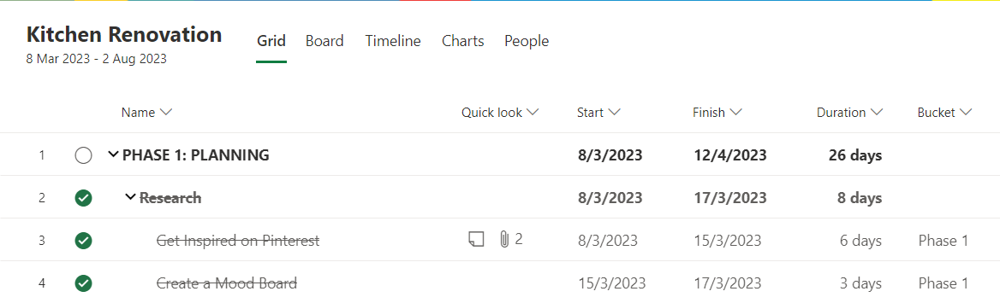 Kitchen Renovation
8 Mar 2023 - 2 Aug 2023
Grid Board Timeline Charts People
Name Quick look Start Finish Duration Bucket
1 PHASE 1: PLANNING 8/3/2023 12/4/2023 26 days
2 Research 8/3/2023 17/3/2023 8 days
3 Get Inspired on Pinterest 2 8/3/2023 15/3/2023 6 days Phase 1
4 Create a Mood Board 15/3/2023 17/3/2023 3 days Phase 1